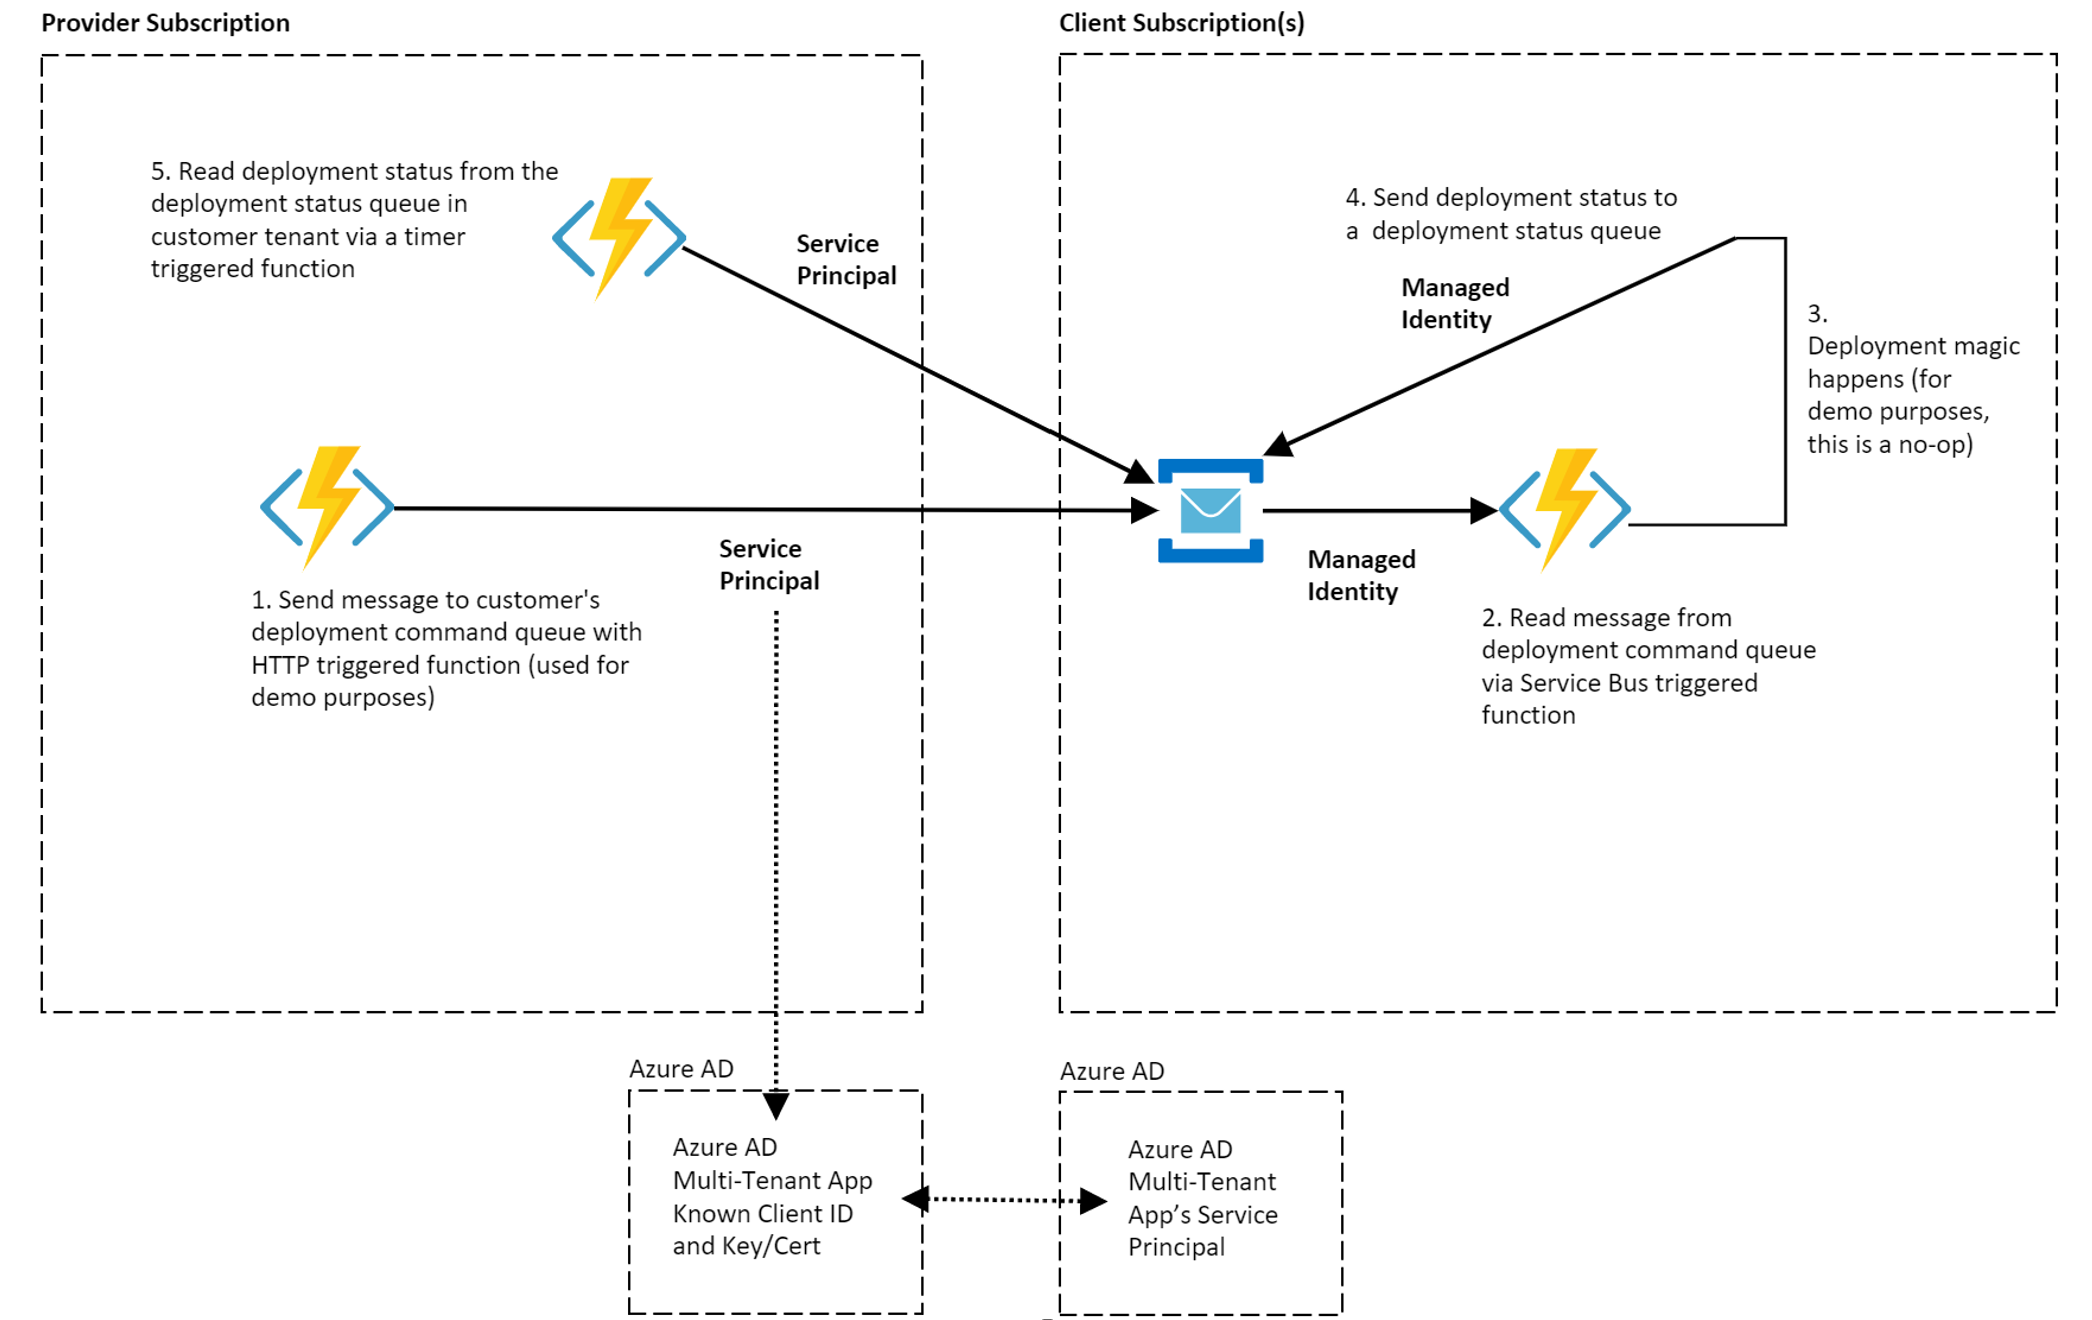 Provider Subscription
Client Subscription(s)
5. Read deployment status from the
deployment status queue in
customer tenant via a timer
triggered function
Service
Principal
4. Send deployment status to
a  deployment status queue
Managed
Identity
3.
Deployment magic
happens (for
demo purposes,
this is a no-op)
Service
Principal
Managed
Identity
1. Send message to customer's
deployment command queue with
HTTP triggered function (used for
demo purposes)
2. Read message from
deployment command queue
via Service Bus triggered
function
Azure AD
Azure AD
Multi-Tenant App
Known Client ID
and Key/Cert
Azure AD
Azure AD
Multi-Tenant
App’s Service
Principal